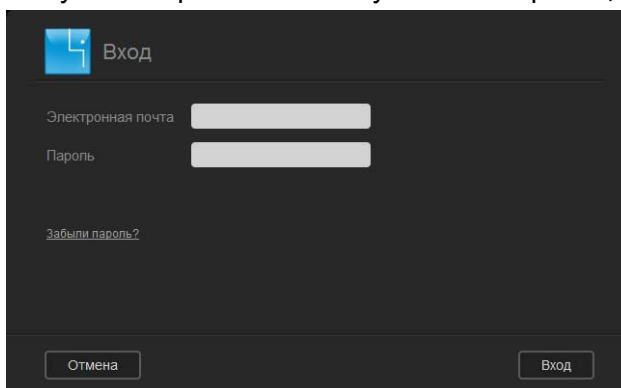 Вход
Электронная почта
Пароль
Забыли пароль?
Отмена
Вход